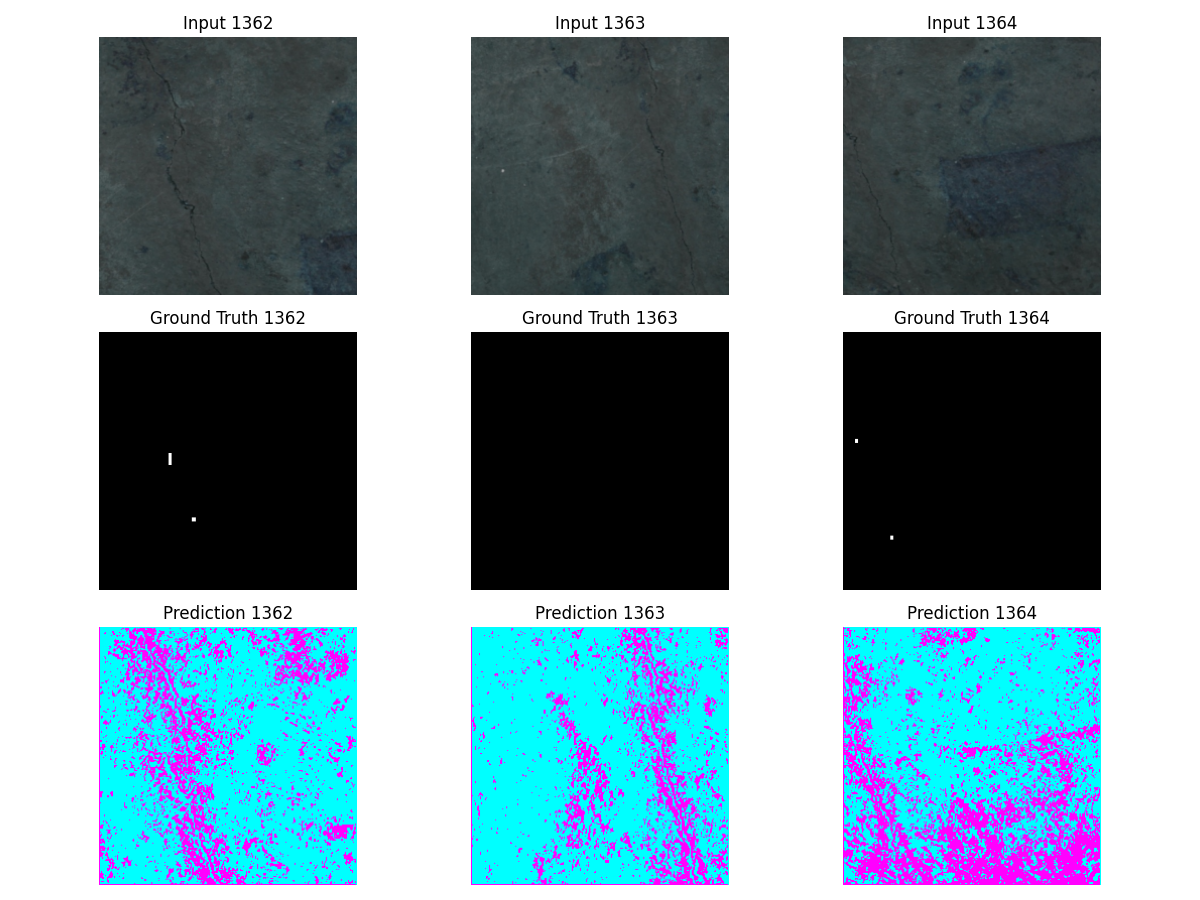 Input 1362
Input 1363
Input 1364
Ground Truth 1362
Ground Truth 1363
Ground Truth 1364
Prediction 1362
Prediction 1363
Prediction 1364